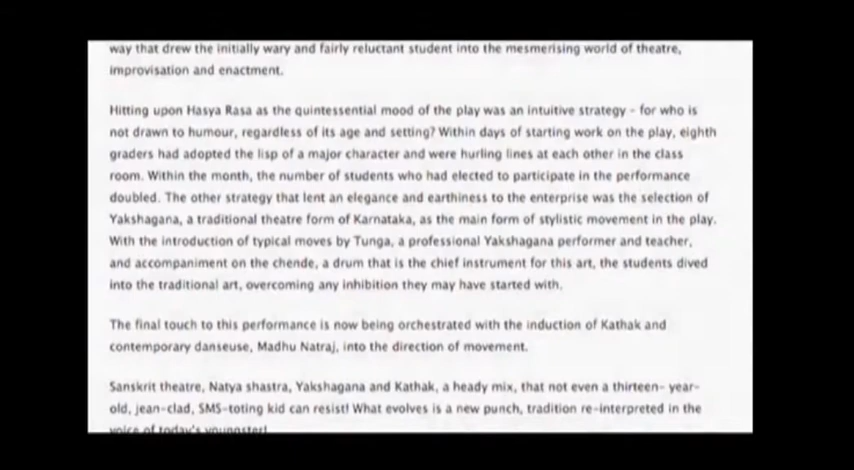 way that drew the initially wary and fairly reluctant student into the mesmerising world of theatre,
improvisation and enactment.
Hitting upon Hasya Rasa as the quintessential mood of the play was an intuitive strategy - for who is
not drawn to humour, regardless of its age and setting? Within days of starting work on the play, eighth
graders had adopted the lisp of a major character and were hurling lines at each other in the class
room. Within the month, the number of students who had elected to participate in the performance
doubled. The other strategy that lent an elegance and earthiness to the enterprise was the selection of
Yakshagana, a traditional theatre form of Karnataka, as the main form of stylistic movement in the play.
With the introduction of typical moves by Tunga, a professional Yakshagana performer and teacher,
and accompaniment on the chende, a drum that is the chief instrument for this art, the students dived
into the traditional art, overcoming any inhibition they may have started with.
The final touch to this performance is now being orchestrated with the induction of Kathak and
contemporary danseuse, Madhu Natraj, into the direction of movement.
Sanskrit theatre, Natya shastra, Yakshagana and Kathak, a heady mix, that not even a thirteen- year-
old, jean-clad, SMS-toting kid can resist! What evolves is a new punch, tradition re-interpreted in the
voice of today's youngster!